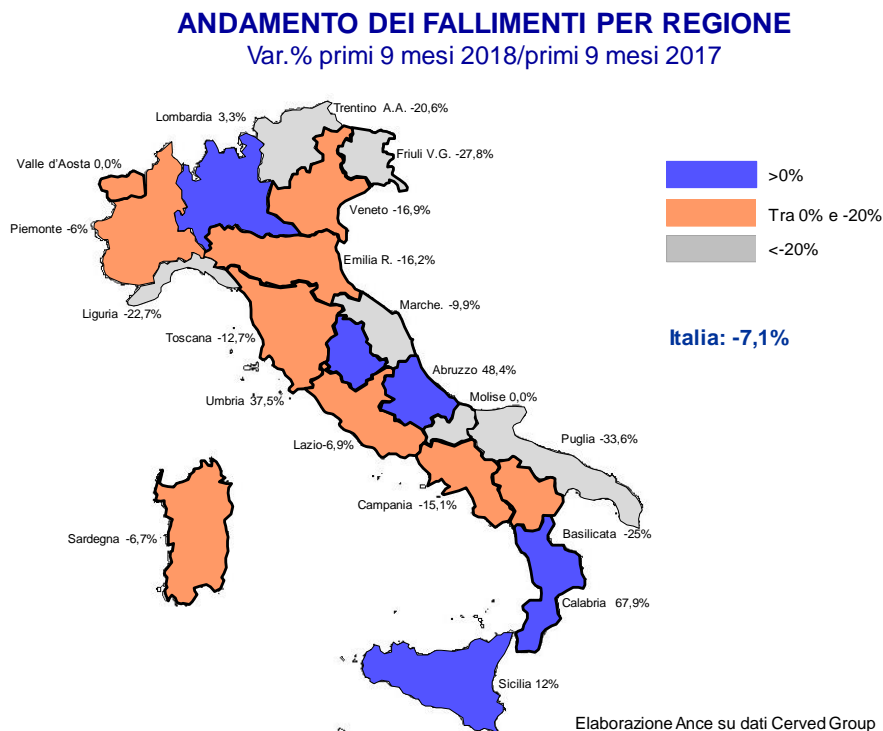 ANDAMENTO DEI FALLIMENTI PER REGIONE
Var.% primi 9 mesi 2018/primi 9 mesi 2017
Trentino A.A. -20,6%
Lombardia 3,3%
Friuli V.G. -27,8%
Valle d'Aosta 0,0%
>0%
Veneto -16,9%
Tra 0% e -20%
Piemonte -6%
<-20%
Emilia R. -16,2%
Marche. -9,9%
Liguria -22,7%
Toscana -12,7%
Italia: -7,1%
Abruzzo 48,4%
Umbria 37,5%
Molise 0,0%
Puglia -33,6%
Lazio-6,9%
Campania -15,1%
Basilicata -25%
Sardegna -6,7%
Calabria 67,9%
Sicilia 12%
Elaborazione Ance su dati Cerved Group